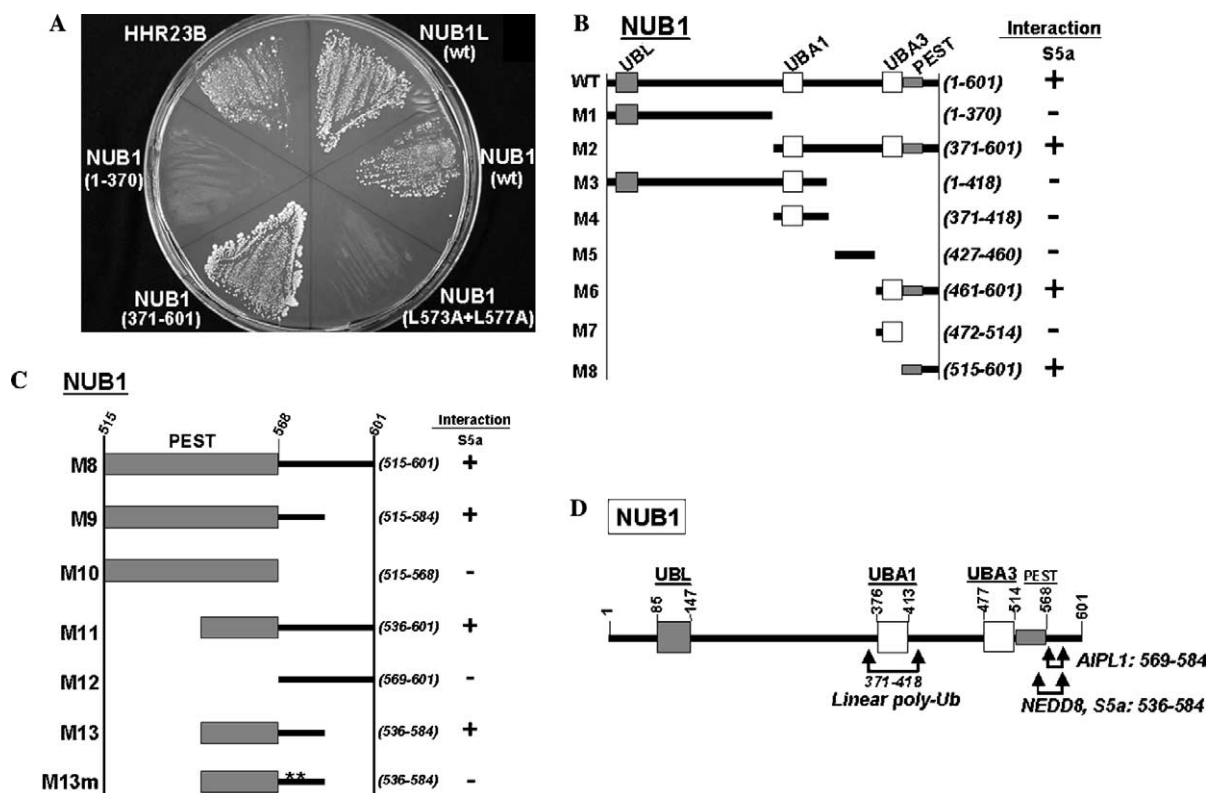 A
HHR23B
NUB1L
(wt)
NUB1
(1-370)
NUB1
(wt)
NUB1
(371-601)
NUB1
(L573A+L577A)
B
NUB1
Interaction
S5a
UBL
UBA1
UBA3
PEST
WT (1-601) +
M1 (1-370) -
M2 (371-601) +
M3 (1-418) -
M4 (371-418) -
M5 (427-460) -
M6 (461-601) +
M7 (472-514) -
M8 (515-601) +
C
NUB1
515
568
601
PEST
Interaction
S5a
M8 (515-601) +
M9 (515-584) +
M10 (515-568) -
M11 (536-601) +
M12 (569-601) -
M13 (536-584) +
M13m ** (536-584) -
D
NUB1
UBL
UBA1
UBA3
PEST
1
85
147
376
413
477
514
568
601
371-418
Linear poly-Ub
AIPL1: 569-584
NEDD8, S5a: 536-584